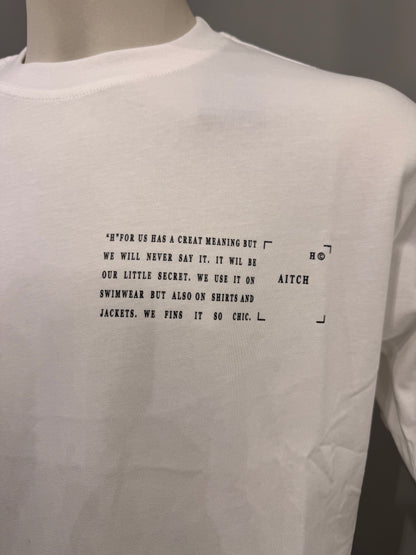 "H"FOR US HAS A CREAT MEANING BUT
WE WILL NEVER SAY IT. IT WIL BE
OUR LITTLE SECRET. WE USE IT ON
SWIMWEAR BUT ALSO ON SHIRTS AND
JACKETS. WE FINS IT SO CHIC.
H©
AITCH